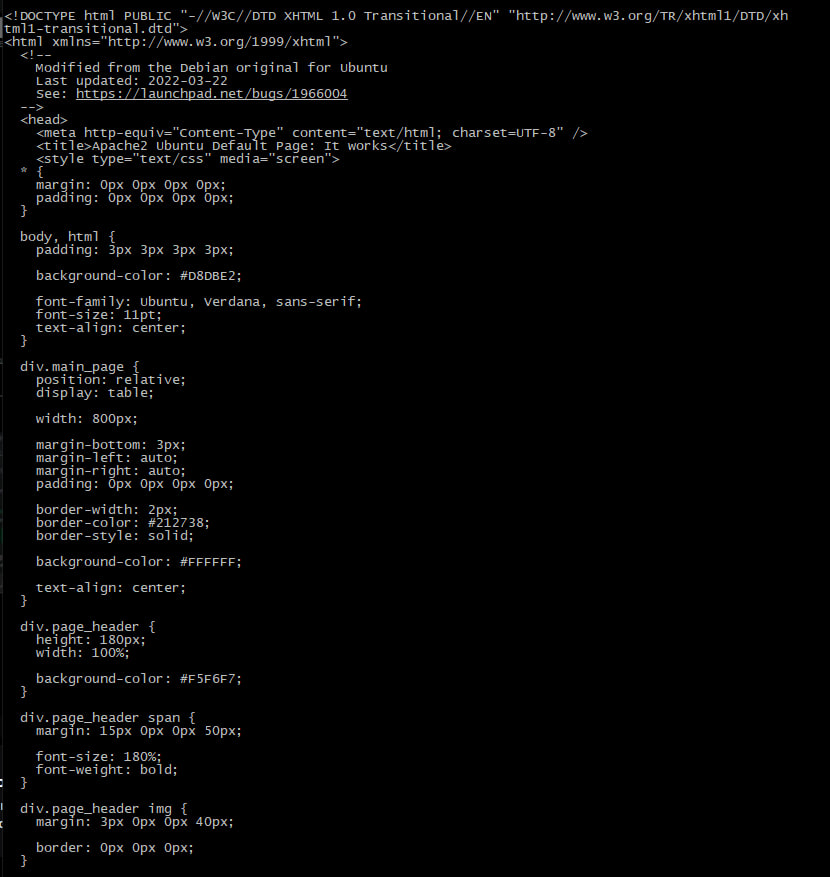 <!DOCTYPE html PUBLIC "-//W3C//DTD XHTML 1.0 Transitional//EN" "http://www.w3.org/TR/xhtml1/DTD/xh
tml1-transitional.dtd">
<html xmlns="http://www.w3.org/1999/xhtml">
  <!--
    Modified from the Debian original for Ubuntu
    Last updated: 2022-03-22
    See: https://launchpad.net/bugs/1966004
  -->
  <head>
    <meta http-equiv="Content-Type" content="text/html; charset=UTF-8" />
    <title>Apache2 Ubuntu Default Page: It works</title>
    <style type="text/css" media="screen">
  * {
    margin: 0px 0px 0px 0px;
    padding: 0px 0px 0px 0px;
  }

  body, html {
    padding: 3px 3px 3px 3px;

    background-color: #D8DBE2;

    font-family: Ubuntu, Verdana, sans-serif;
    font-size: 11pt;
    text-align: center;
  }

  div.main_page {
    position: relative;
    display: table;

    width: 800px;

    margin-bottom: 3px;
    margin-left: auto;
    margin-right: auto;
    padding: 0px 0px 0px 0px;

    border-width: 2px;
    border-color: #212738;
    border-style: solid;

    background-color: #FFFFFF;

    text-align: center;
  }

  div.page_header {
    height: 180px;
    width: 100%;

    background-color: #F5F6F7;
  }

  div.page_header span {
    margin: 15px 0px 0px 50px;

    font-size: 180%;
    font-weight: bold;
  }

  div.page_header img {
    margin: 3px 0px 0px 40px;

    border: 0px 0px 0px;
  }